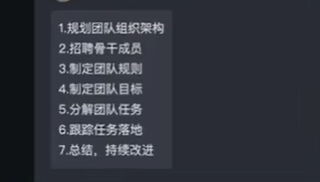 1.规划团队组织架构
2.招聘骨干成员
3.制定团队规则
4.制定团队目标
5.分解团队任务
6.跟踪任务落地
7.总结，持续改进